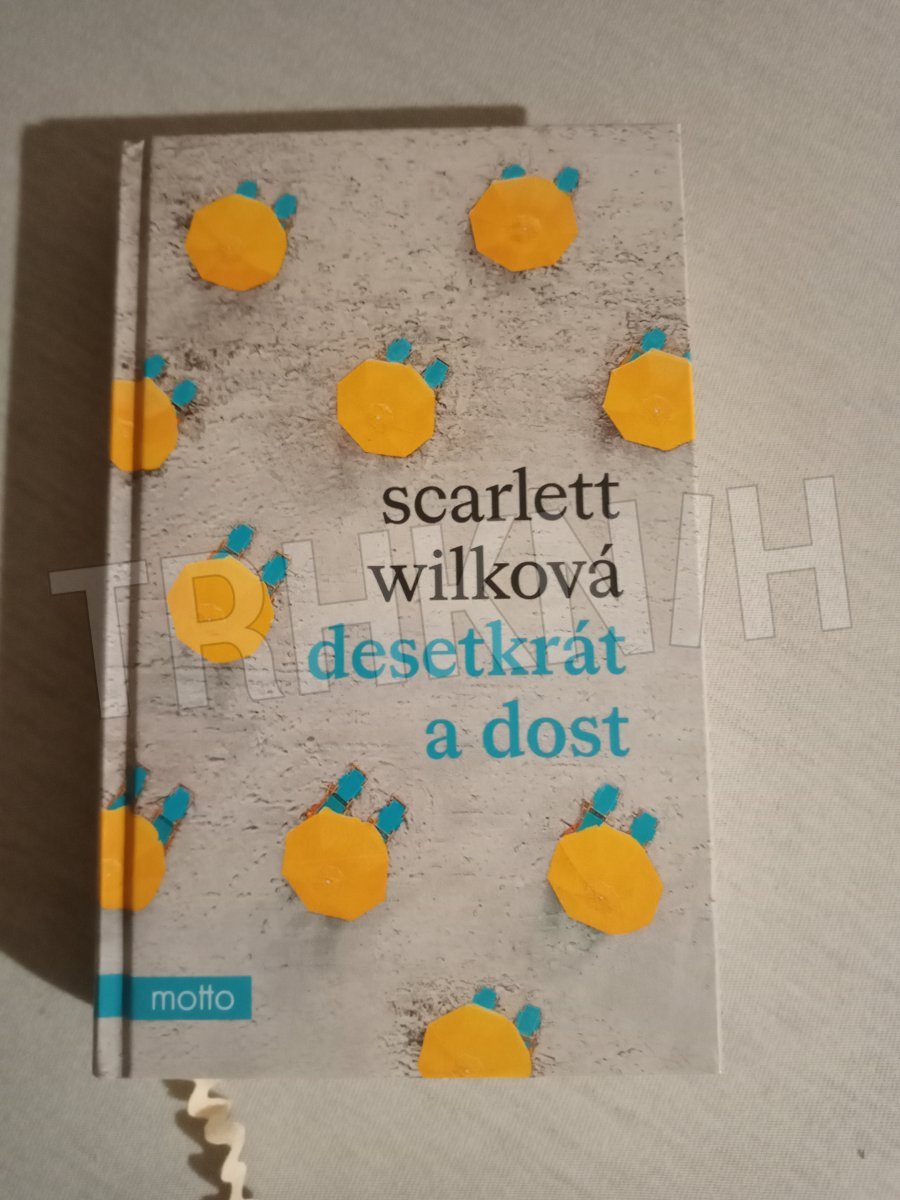 scarlett
wilková
desetkrát
a dost
motto
TRHKNIH